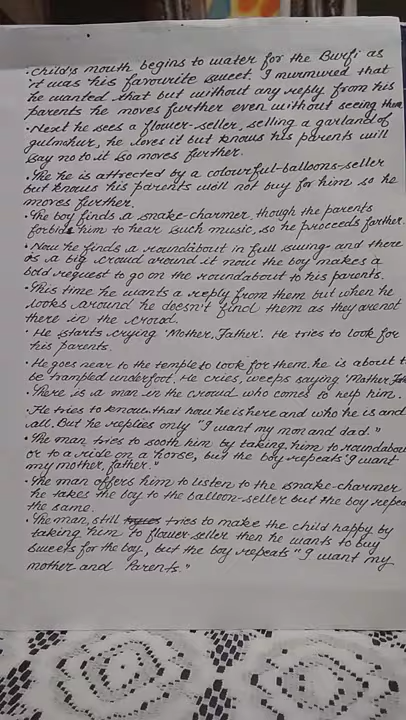 • Child's mouth begins to water for the Burfi as
it was his favourite sweet. I murmured that
he wanted that but without any reply from his
parents he moves further even without seeing them
• Next he sees a flower-seller, selling a garland of
gulmohur, he loves it but knows his parents will
say no to it so moves further.
• The he is attrected by a colourful-balloons-seller
but knows his parents will not buy for him so he
moves further.
• The boy finds a snake-charmer though the parents
forbids him to hear such music, so he proceeds farther.
• Now he finds a roundabout in full swing and there
is a big crowd around it now the boy makes a
bold request to go on the roundabout to his parents.
• This time he wants a reply from them but when he
looks around he doesn't find them as they are not
there in the crowd.
• He starts crying 'Mother, Father'. He tries to look for
his parents.
• He goes near to the temple to look for them. he is about to
be trampled underfoot. He cries, weeps saying 'Mother, Fath
• There is a man in the crowd who comes to help him.
• He tries to know that how he is here and who he is and
all. But he replies only "I want my mom and dad."
• The man tries to sooth him by taking him to roundabou
or to a ride on a horse, but the boy repeats "I want
my mother, father."
• The man offers him to listen to the snake-charmer
he takes the boy to the balloon-seller but the boy repea
the same.
• The man, still tries to make the child happy by
taking him to flower seller then he wants to buy
sweets for the boy, but the boy repeats "I want my
mother and Parents."